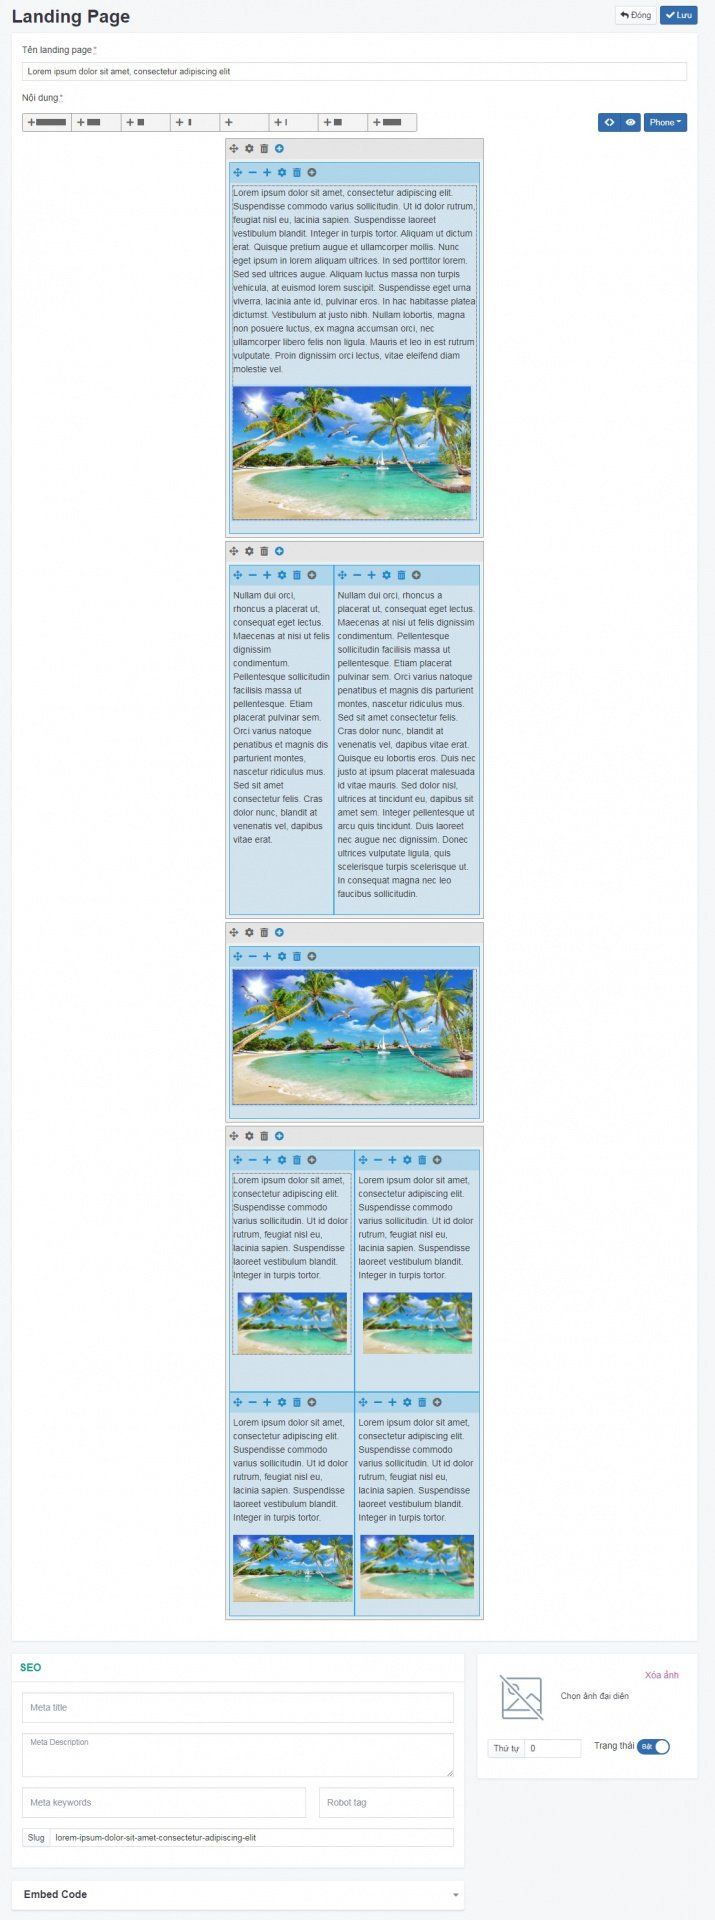 Landing Page
Đóng
Lưu
Tên landing page *
Lorem ipsum dolor sit amet, consectetur adipiscing elit
Nội dung *
Phone
Lorem ipsum dolor sit amet, consectetur adipiscing elit.
Suspendisse commodo varius sollicitudin. Ut id dolor rutrum,
feugiat nisl eu, lacinia sapien. Suspendisse laoreet
vestibulum blandit. Integer in turpis tortor. Aliquam ut dictum
erat. Quisque pretium augue et ullamcorper mollis. Nunc
eget ipsum in lorem aliquam ultrices. In sed porttitor lorem.
Sed sed ultrices augue. Aliquam luctus massa non turpis
vehicula, at euismod lorem suscipit. Suspendisse eget urna
viverra, lacinia ante id, pulvinar eros. In hac habitasse platea
dictumst. Vestibulum at justo nibh. Nullam lobortis, magna
non posuere luctus, ex magna accumsan orci, nec
ullamcorper libero felis non ligula. Mauris et leo in est rutrum
vulputate. Proin dignissim orci lectus, vitae eleifend diam
molestie vel.
Nullam dui orci,
rhoncus a placerat ut,
consequat eget lectus.
Maecenas at nisi ut felis
dignissim
condimentum.
Pellentesque sollicitudin
facilisis massa ut
pellentesque. Etiam
placerat pulvinar sem.
Orci varius natoque
penatibus et magnis dis
parturient montes,
nascetur ridiculus mus.
Sed sit amet
consectetur felis. Cras
dolor nunc, blandit at
venenatis vel, dapibus
vitae erat.
Nullam dui orci, rhoncus a
placerat ut, consequat eget lectus.
Maecenas at nisi ut felis dignissim
condimentum. Pellentesque
sollicitudin facilisis massa ut
pellentesque. Etiam placerat
pulvinar sem. Orci varius natoque
penatibus et magnis dis parturient
montes, nascetur ridiculus mus.
Sed sit amet consectetur felis.
Cras dolor nunc, blandit at
venenatis vel, dapibus vitae erat.
Quisque eu lobortis eros. Duis nec
justo at ipsum placerat malesuada
id vitae mauris. Sed dolor nisl,
ultrices at tincidunt eu, dapibus sit
amet sem. Integer pellentesque ut
arcu quis tincidunt. Duis laoreet
nec augue nec dignissim. Donec
ultrices vulputate ligula, quis
scelerisque turpis scelerisque ut.
In consequat magna nec leo
faucibus sollicitudin.
Lorem ipsum dolor sit amet,
consectetur adipiscing elit.
Suspendisse commodo
varius sollicitudin. Ut id dolor
rutrum, feugiat nisl eu,
lacinia sapien. Suspendisse
laoreet vestibulum blandit.
Integer in turpis tortor.
Lorem ipsum dolor sit amet,
consectetur adipiscing elit.
Suspendisse commodo
varius sollicitudin. Ut id dolor
rutrum, feugiat nisl eu,
lacinia sapien. Suspendisse
laoreet vestibulum blandit.
Integer in turpis tortor.
Lorem ipsum dolor sit amet,
consectetur adipiscing elit.
Suspendisse commodo
varius sollicitudin. Ut id dolor
rutrum, feugiat nisl eu,
lacinia sapien. Suspendisse
laoreet vestibulum blandit.
Integer in turpis tortor.
Lorem ipsum dolor sit amet,
consectetur adipiscing elit.
Suspendisse commodo
varius sollicitudin. Ut id dolor
rutrum, feugiat nisl eu,
lacinia sapien. Suspendisse
laoreet vestibulum blandit.
Integer in turpis tortor.
SEO
Meta title
Meta Description
Meta keywords
Robot tag
Slug
lorem-ipsum-dolor-sit-amet-consectetur-adipiscing-elit
Xóa ảnh
Chọn ảnh đại diện
Thứ tự
0
Trạng thái
Bật
Embed Code